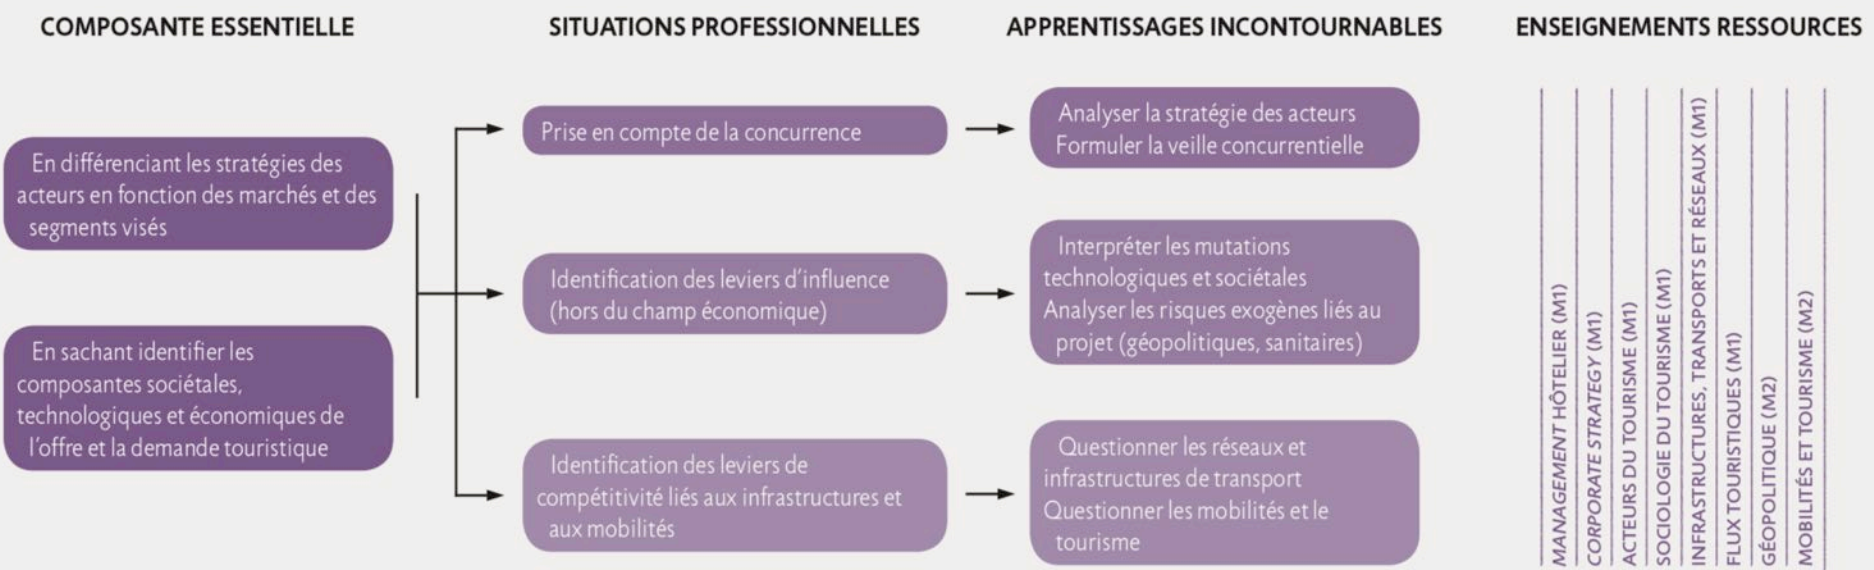 COMPOSANTE ESSENTIELLE
SITUATIONS PROFESSIONNELLES
APPRENTISSAGES INCONTOURNABLES
ENSEIGNEMENTS RESSOURCES
En différenciant les stratégies des
acteurs en fonction des marchés et des
segments visés
En sachant identifier les
composantes sociétales,
technologiques et économiques de
l'offre et la demande touristique
Prise en compte de la concurrence
Identification des leviers d'influence
(hors du champ économique)
Identification des leviers de
compétitivité liés aux infrastructures et
aux mobilités
Analyser la stratégie des acteurs
Formuler la veille concurrentielle
Interpréter les mutations
technologiques et sociétales
Analyser les risques exogènes liés au
projet (géopolitiques, sanitaires)
Questionner les réseaux et
infrastructures de transport
Questionner les mobilités et le
tourisme
MANAGEMENT HÔTELIER (M1)
CORPORATE STRATEGY (M1)
ACTEURS DU TOURISME (M1)
SOCIOLOGIE DU TOURISME (M1)
INFRASTRUCTURES, TRANSPORTS ET RÉSEAUX (M1)
FLUX TOURISTIQUES (M1)
GÉOPOLITIQUE (M2)
MOBILITÉS ET TOURISME (M2)